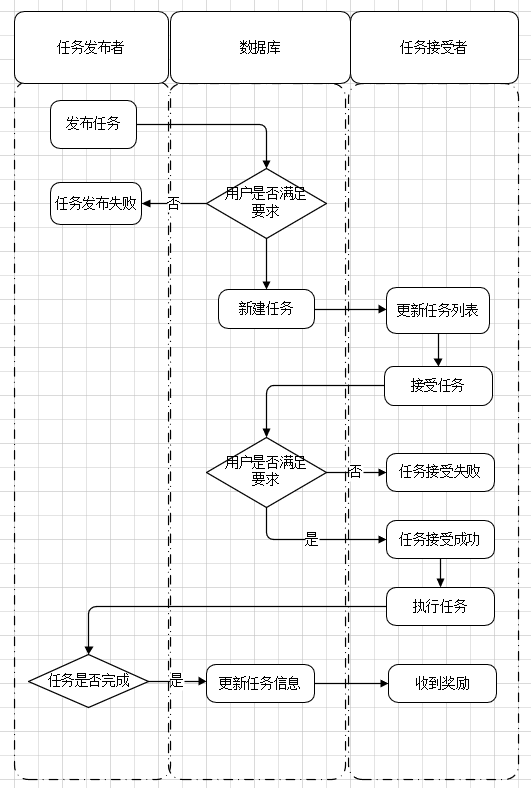 任务发布者
数据库
任务接受者
发布任务
用户是否满足
要求
否
任务发布失败
新建任务
更新任务列表
接受任务
用户是否满足
要求
否
任务接受失败
是
任务接受成功
执行任务
任务是否完成
是
更新任务信息
收到奖励